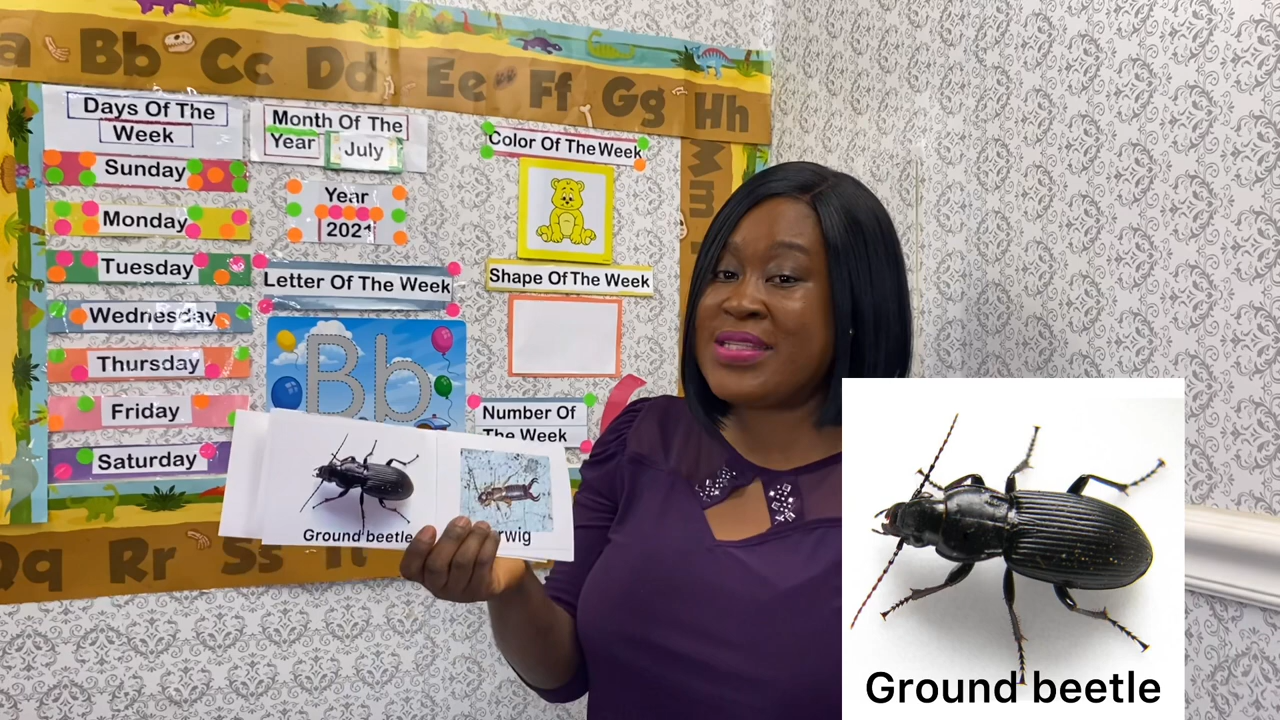 a Bb Cc Dd Ee Ff Gg Hh
Days Of The
Week
Sunday
Monday
Tuesday
Wednesday
Thursday
Friday
Saturday
Month Of The
Year July
Year
2021
Letter Of The Week
Bb
Color Of The Week
Shape Of The Week
Number Of
The Week
Mm
Qq Rr Ss
Ground beetle
Ground beetle